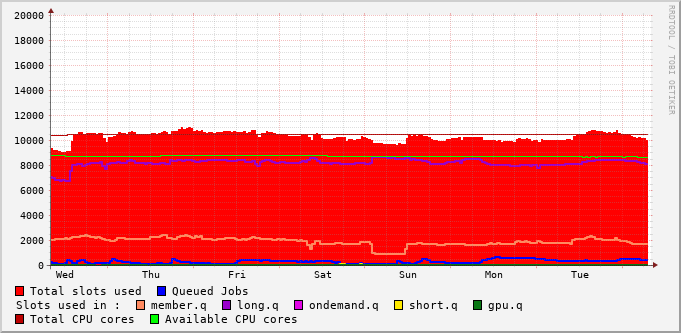 RRDTOOL / TOBI OETIKER
20000
18000
16000
14000
12000
10000
8000
6000
4000
2000
0
Wed Thu Fri Sat Sun Mon Tue
Total slots used Queued Jobs
Slots used in : member.q long.q ondemand.q short.q gpu.q
Total CPU cores Available CPU cores